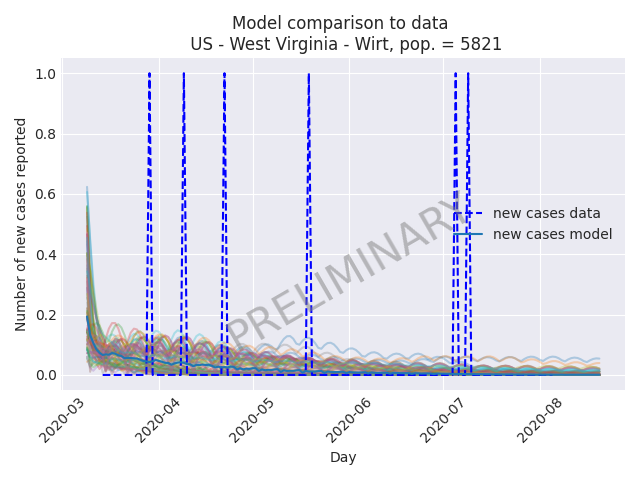 Model comparison to data
US - West Virginia - Wirt, pop. = 5821
Number of new cases reported
1.0
0.8
0.6
0.4
0.2
0.0
PRELIMINARY
new cases data
new cases model
2020-03
2020-04
2020-05
2020-06
2020-07
2020-08
Day